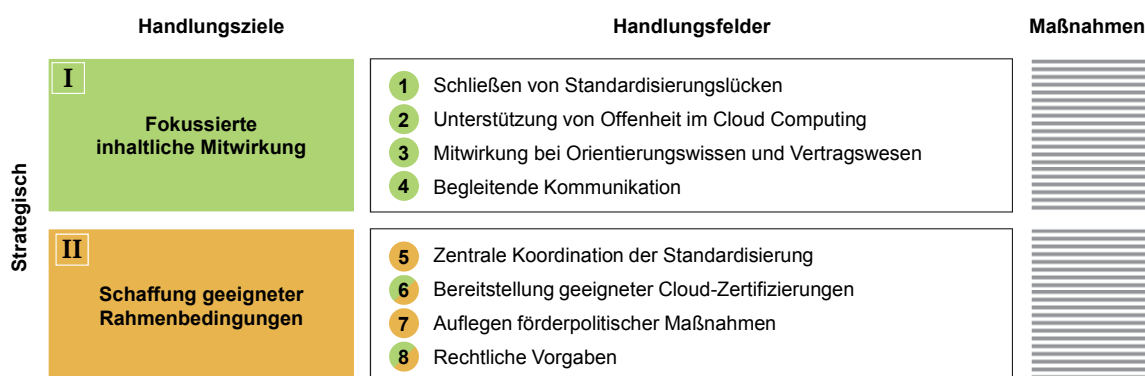 Handlungsziele
Handlungsfelder
Maßnahmen
Strategisch
I
Fokussierte
inhaltliche Mitwirkung
1 Schließen von Standardisierungslücken
2 Unterstützung von Offenheit im Cloud Computing
3 Mitwirkung bei Orientierungswissen und Vertragswesen
4 Begleitende Kommunikation
II
Schaffung geeigneter
Rahmenbedingungen
5 Zentrale Koordination der Standardisierung
6 Bereitstellung geeigneter Cloud-Zertifizierungen
7 Auflegen förderpolitischer Maßnahmen
8 Rechtliche Vorgaben